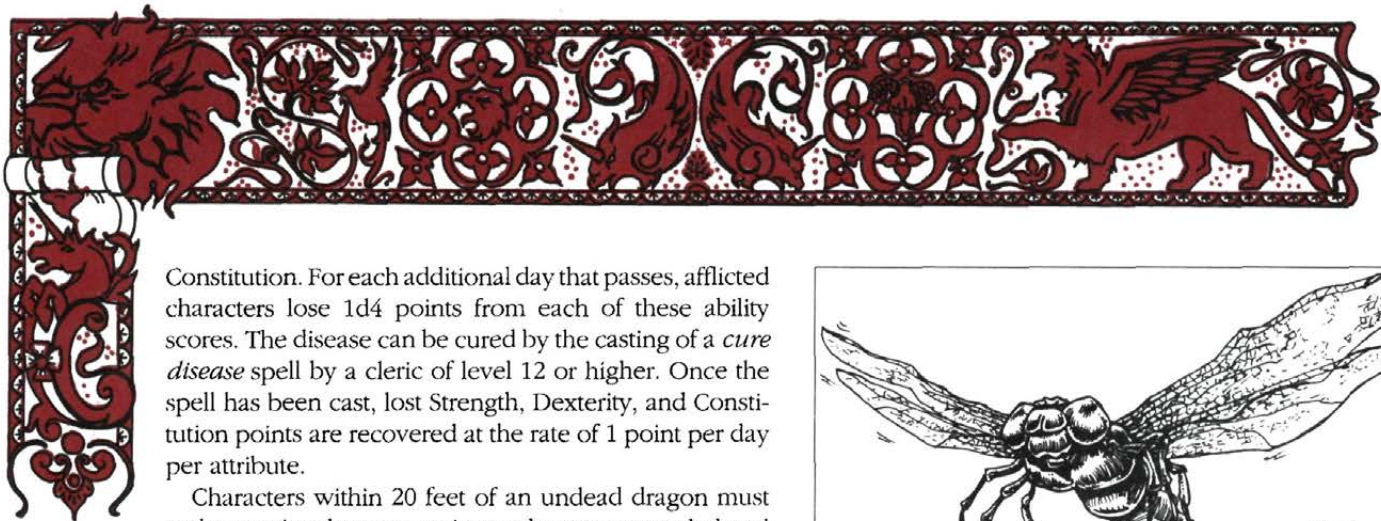 Constitution. For each additional day that passes, afflicted
characters lose 1d4 points from each of these ability
scores. The disease can be cured by the casting of a cure
disease spell by a cleric of level 12 or higher. Once the
spell has been cast, lost Strength, Dexterity, and Consti-
tution points are recovered at the rate of 1 point per day
per attribute.
Characters within 20 feet of an undead dragon must